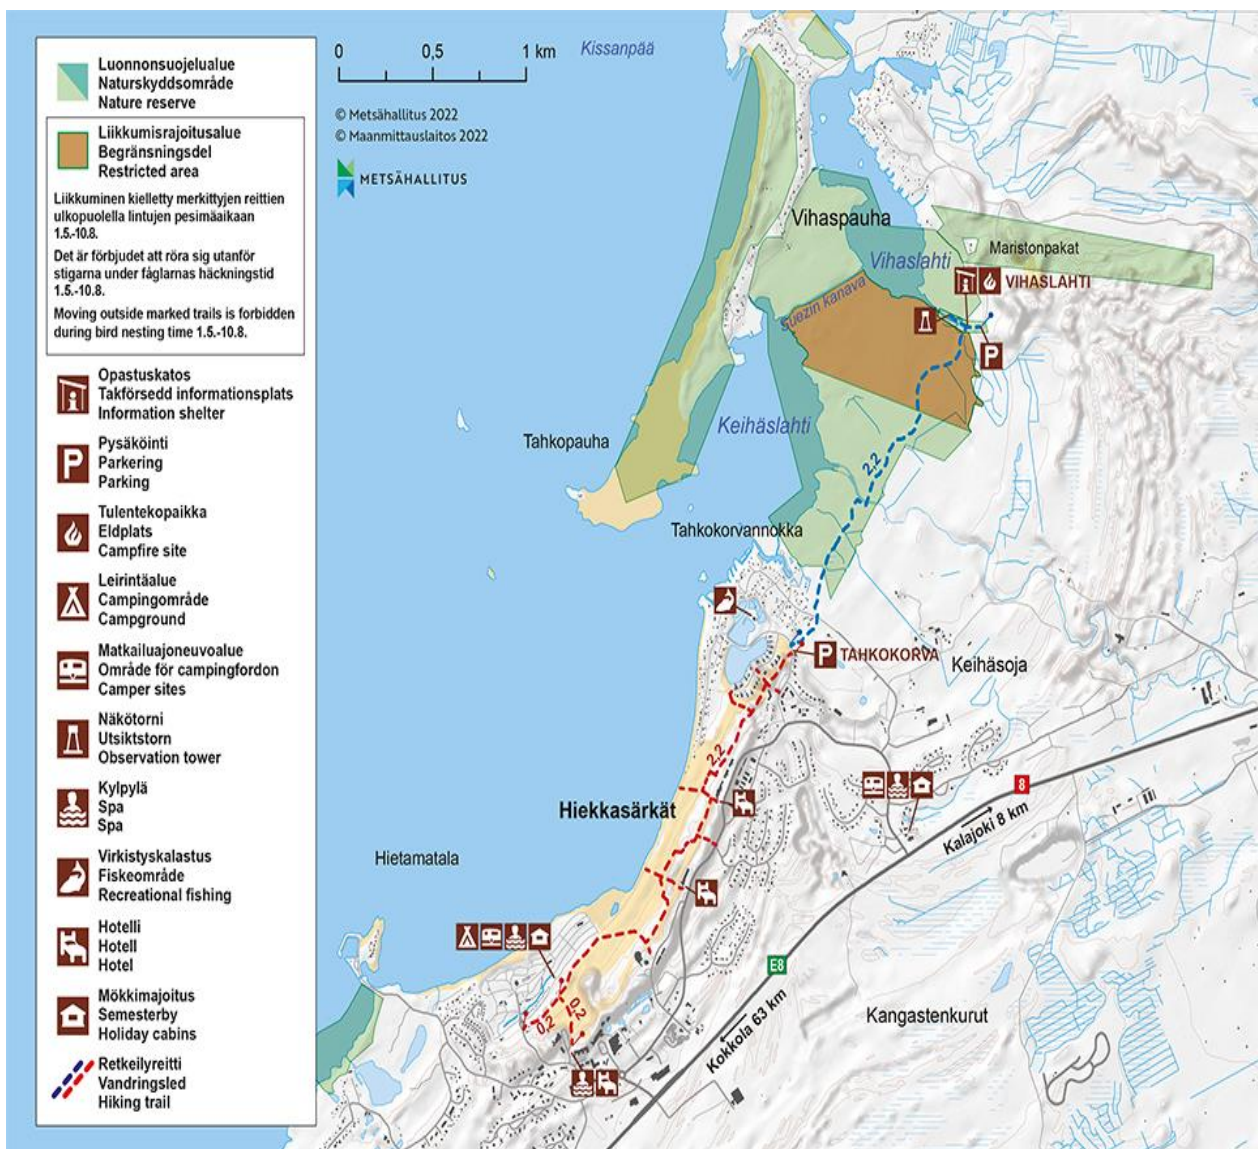 Luonnonsuojelualue
Naturskyddsområde
Nature reserve
Liikkumisrajoitusalue
Begränsningsdel
Restricted area
Liikkuminen kielletty merkittyjen reittien
ulkopuolella lintujen pesimäaikaan
1.5.-10.8.
Det är förbjudet att röra sig utanför
stigarna under fåglarnas häckningstid
1.5.-10.8.
Moving outside marked trails is forbidden
during bird nesting time 1.5.-10.8.
Opastuskatos
Takförsedd informationsplats
Information shelter
P
Pysäköinti
Parkering
Parking
Tulentekopaikka
Eldplats
Campfire site
Leirintäalue
Campingområde
Campground
Matkailuajoneuvoalue
Område för campingfordon
Camper sites
Näkötorni
Utsiktstorn
Observation tower
Kylpylä
Spa
Spa
Virkistyskalastus
Fiskeområde
Recreational fishing
Hotelli
Hotell
Hotel
Mökkimajoitus
Semesterby
Holiday cabins
Retkeilyreitti
Vandringsled
Hiking trail
0 0,5 1 km
© Metsähallitus 2022
© Maanmittauslaitos 2022
METSÄHALLITUS
Kissanpää
Vihaspauha
Maristonpakat
Vihaslahti
VIHASLAHTI
Suezin kanava
P
Keihäslahti
Tahkopauha
2,2
Tahkokorvannokka
P TAHKOKORVA
Keihäsoja
2,2
8
Hiekkasärkät
Kalajoki 8 km
Hietamatala
E8
Kangastenkurut
Kokkola 63 km
0,2
0,2